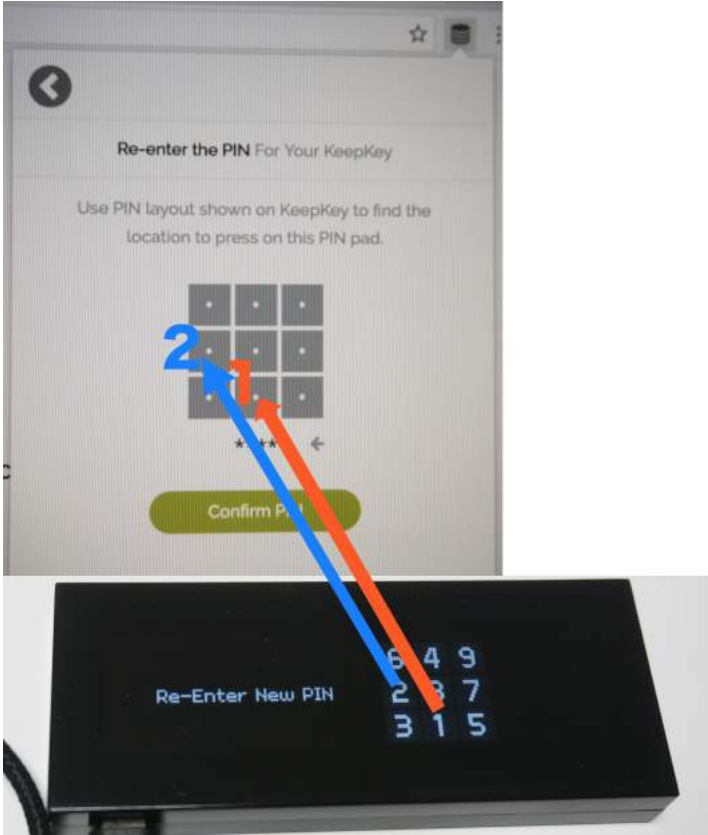 Re-enter the PIN For Your KeepKey
Use PIN layout shown on KeepKey to find the
location to press on this PIN pad.
2
1
Confirm
Re-Enter New PIN
6 4 9
2 8 7
3 1 5